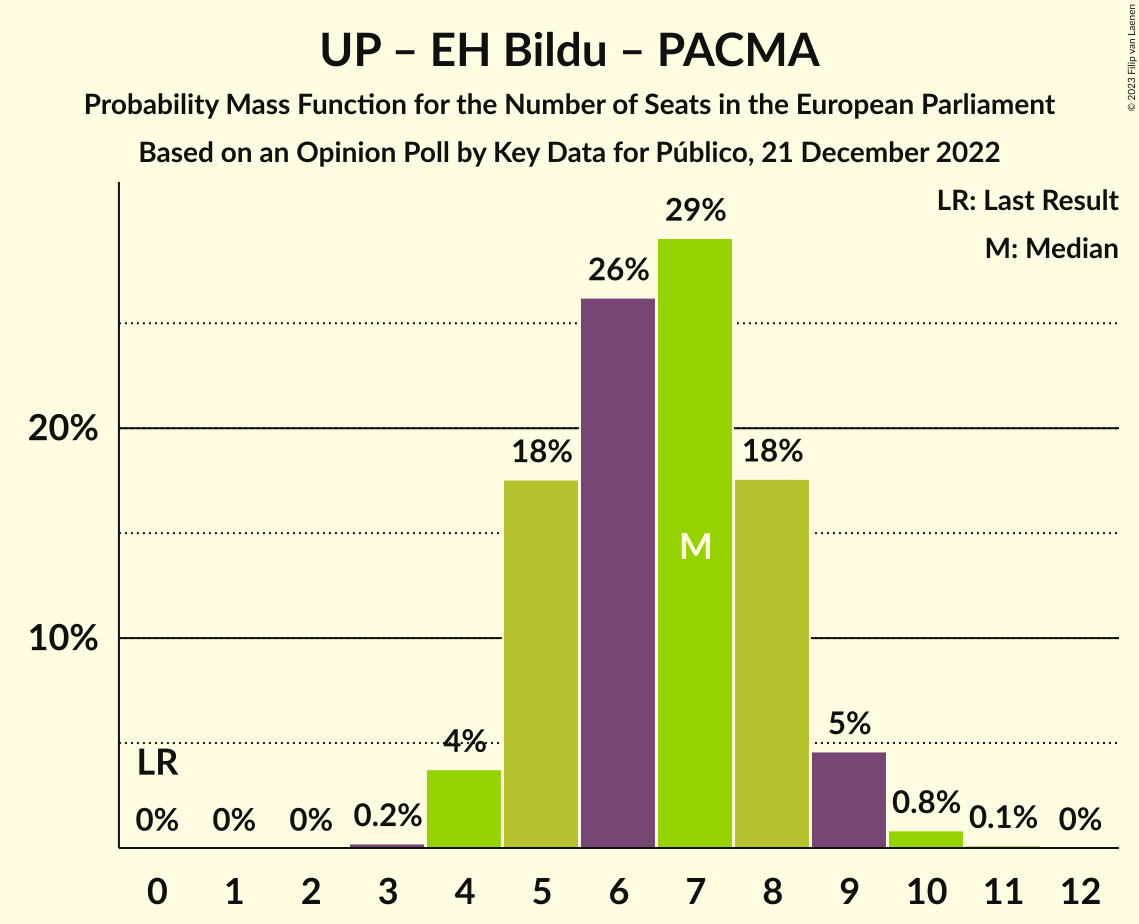 UP – EH Bildu – PACMA
Probability Mass Function for the Number of Seats in the European Parliament
Based on an Opinion Poll by Key Data for Público, 21 December 2022
© 2023 Filip van Laenen
LR: Last Result
M: Median
29%
26%
20%
18%
18%
M
10%
5%
4%
LR
0%
0%
0%
0.2%
0.8%
0.1%
0%
0 1 2 3 4 5 6 7 8 9 10 11 12